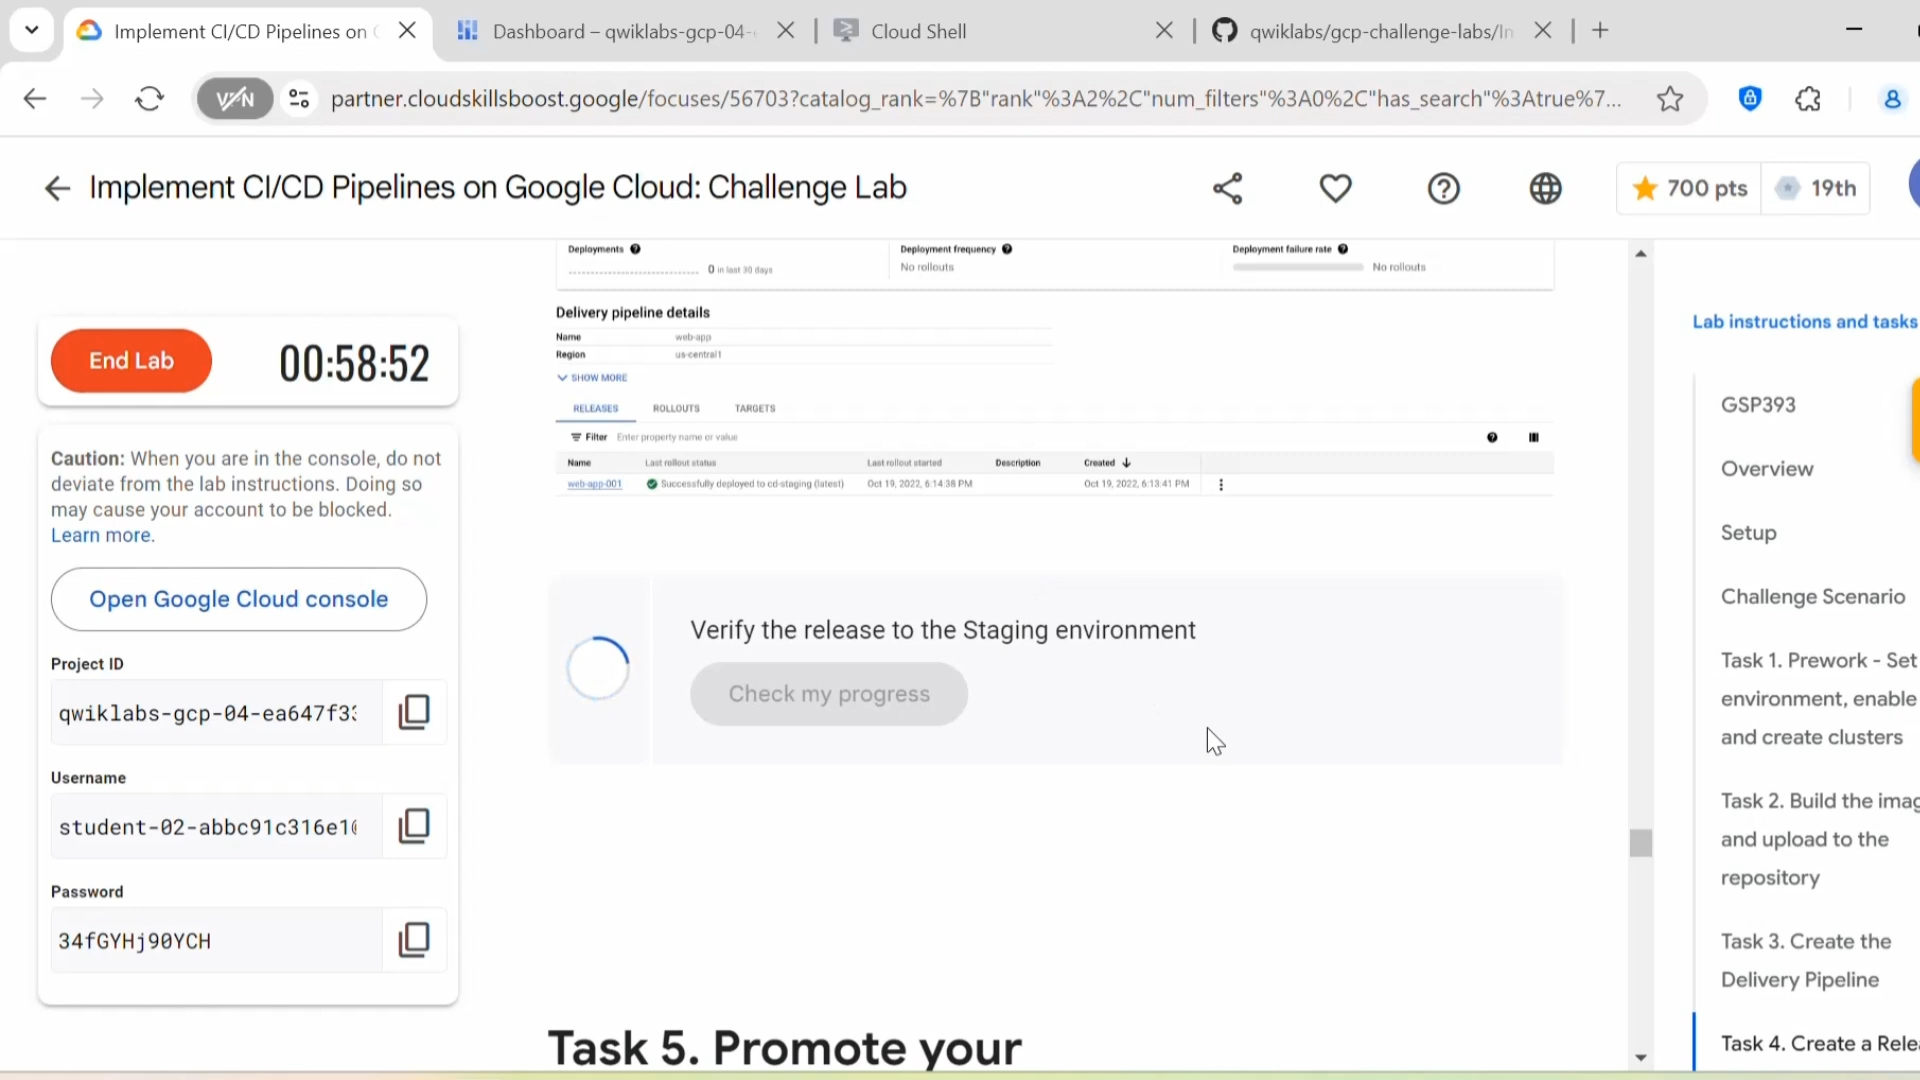 Implement CI/CD Pipelines on
Dashboard – qwiklabs-gcp-04-
Cloud Shell
qwiklabs/gcp-challenge-labs/In
VPN
partner.cloudskillsboost.google/focuses/56703?catalog_rank=%7B"rank"%3A2%2C"num_filters"%3A0%2C"has_search"%3Atrue%7...
Implement CI/CD Pipelines on Google Cloud: Challenge Lab
700 pts
19th
End Lab
00:58:52
Caution: When you are in the console, do not
deviate from the lab instructions. Doing so
may cause your account to be blocked.
Learn more.
Open Google Cloud console
Project ID
qwiklabs-gcp-04-ea647f33
Username
student-02-abbc91c316e1
Password
34fGYHj90YCH
Deployments
0 in last 30 days
Deployment frequency
No rollouts
Deployment failure rate
No rollouts
Delivery pipeline details
Name web-app
Region us-central1
SHOW MORE
RELEASES ROLLOUTS TARGETS
Filter Enter property name or value
Name Last rollout status Last rollout started Description Created
web-app-001 Successfully deployed to cd-staging (latest) Oct 19, 2022, 6:14:38 PM Oct 19, 2022, 6:13:41 PM
Verify the release to the Staging environment
Check my progress
Task 5. Promote your
Lab instructions and tasks
GSP393
Overview
Setup
Challenge Scenario
Task 1. Prework - Set
environment, enable
and create clusters
Task 2. Build the imag
and upload to the
repository
Task 3. Create the
Delivery Pipeline
Task 4. Create a Rele